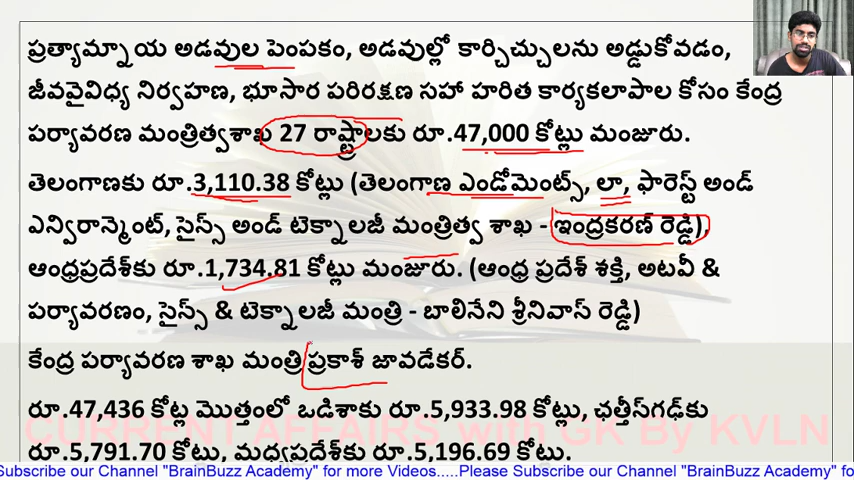 ప్రత్యామ్నాయ అడవుల పెంపకం, అడవుల్లో కార్చిచ్చులను అడ్డుకోవడం,
జీవవైవిధ్య నిర్వహణ, భూసార పరిరక్షణ సహా హరిత కార్యకలాపాల కోసం కేంద్ర
పర్యావరణ మంత్రిత్వశాఖ 27 రాష్ట్రాలకు రూ.47,000 కోట్లు మంజూరు.
తెలంగాణకు రూ.3,110.38 కోట్లు (తెలంగాణ ఎండోమెంట్స్, లా, ఫారెస్ట్ అండ్
ఎన్విరాన్మెంట్, సైన్స్ అండ్ టెక్నాలజీ మంత్రిత్వ శాఖ - ఇంద్రకరణ్ రెడ్డి),
ఆంధ్రప్రదేశ్‌కు రూ.1,734.81 కోట్లు మంజూరు. (ఆంధ్ర ప్రదేశ్ శక్తి, అటవీ &
పర్యావరణం, సైన్స్ & టెక్నాలజీ మంత్రి - బాలినేని శ్రీనివాస్ రెడ్డి)
కేంద్ర పర్యావరణ శాఖ మంత్రి ప్రకాశ్ జావడేకర్.
రూ.47,436 కోట్ల మొత్తంలో ఒడిశాకు రూ.5,933.98 కోట్లు, ఛత్తీస్‌గఢ్‌కు
CURRENT AFFAIRS with GK By KVLN
రూ.5,791.70 కోట్లు, మధ్యప్రదేశ్‌కు రూ.5,196.69 కోట్లు.
Subscribe our Channel "BrainBuzz Academy" for more Videos.....Please Subscribe our Channel "BrainBuzz Academy" fo